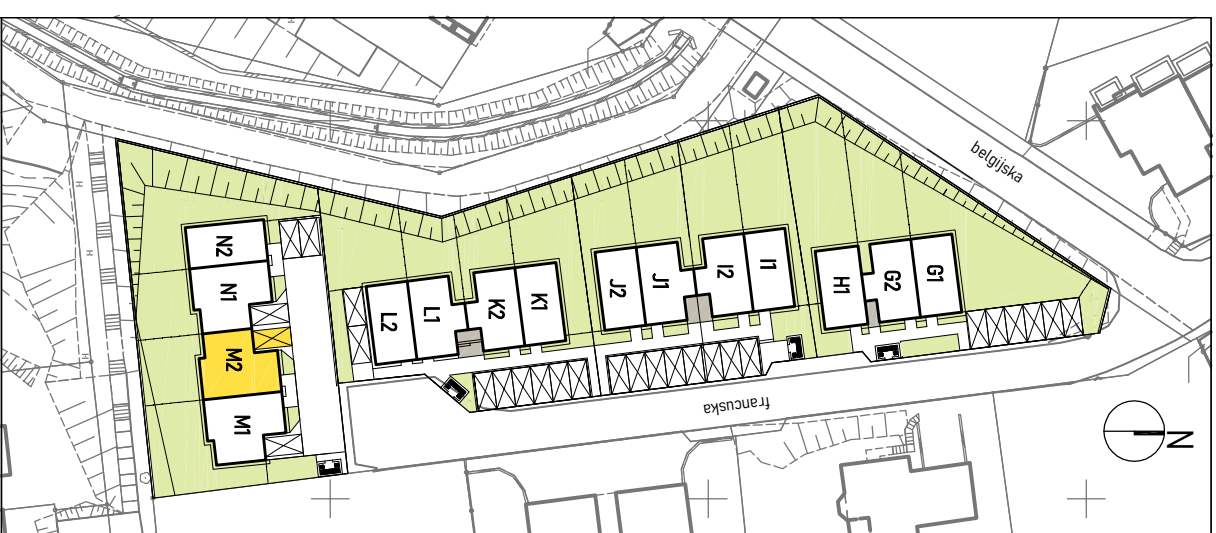 belgijska
N2
N1
M2
M1
L2
L1
K2
K1
J2
J1
I2
I1
H1
G2
G1
francuska
N
H
H
H